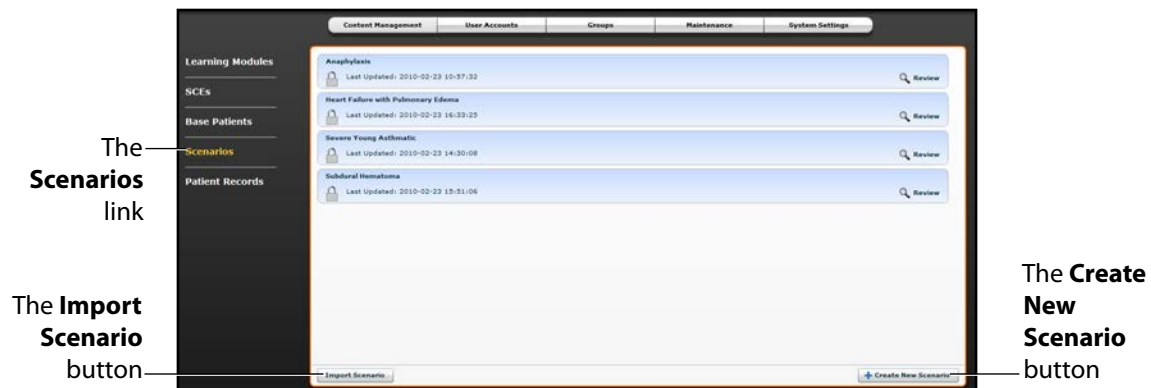 Content Management User Accounts Groups Maintenance System Settings
Learning Modules
SCEs
Base Patients
Scenarios
Patient Records
Anaphylaxis
Last Updated: 2010-02-23 10:57:32 Review
Heart Failure with Pulmonary Edema
Last Updated: 2010-02-23 16:33:25 Review
Severe Young Asthmatic
Last Updated: 2010-02-23 14:30:08 Review
Subdural Hematoma
Last Updated: 2010-02-23 15:51:06 Review
Import Scenario
Create New Scenario
The
Scenarios
link
The Import
Scenario
button
The Create
New
Scenario
button